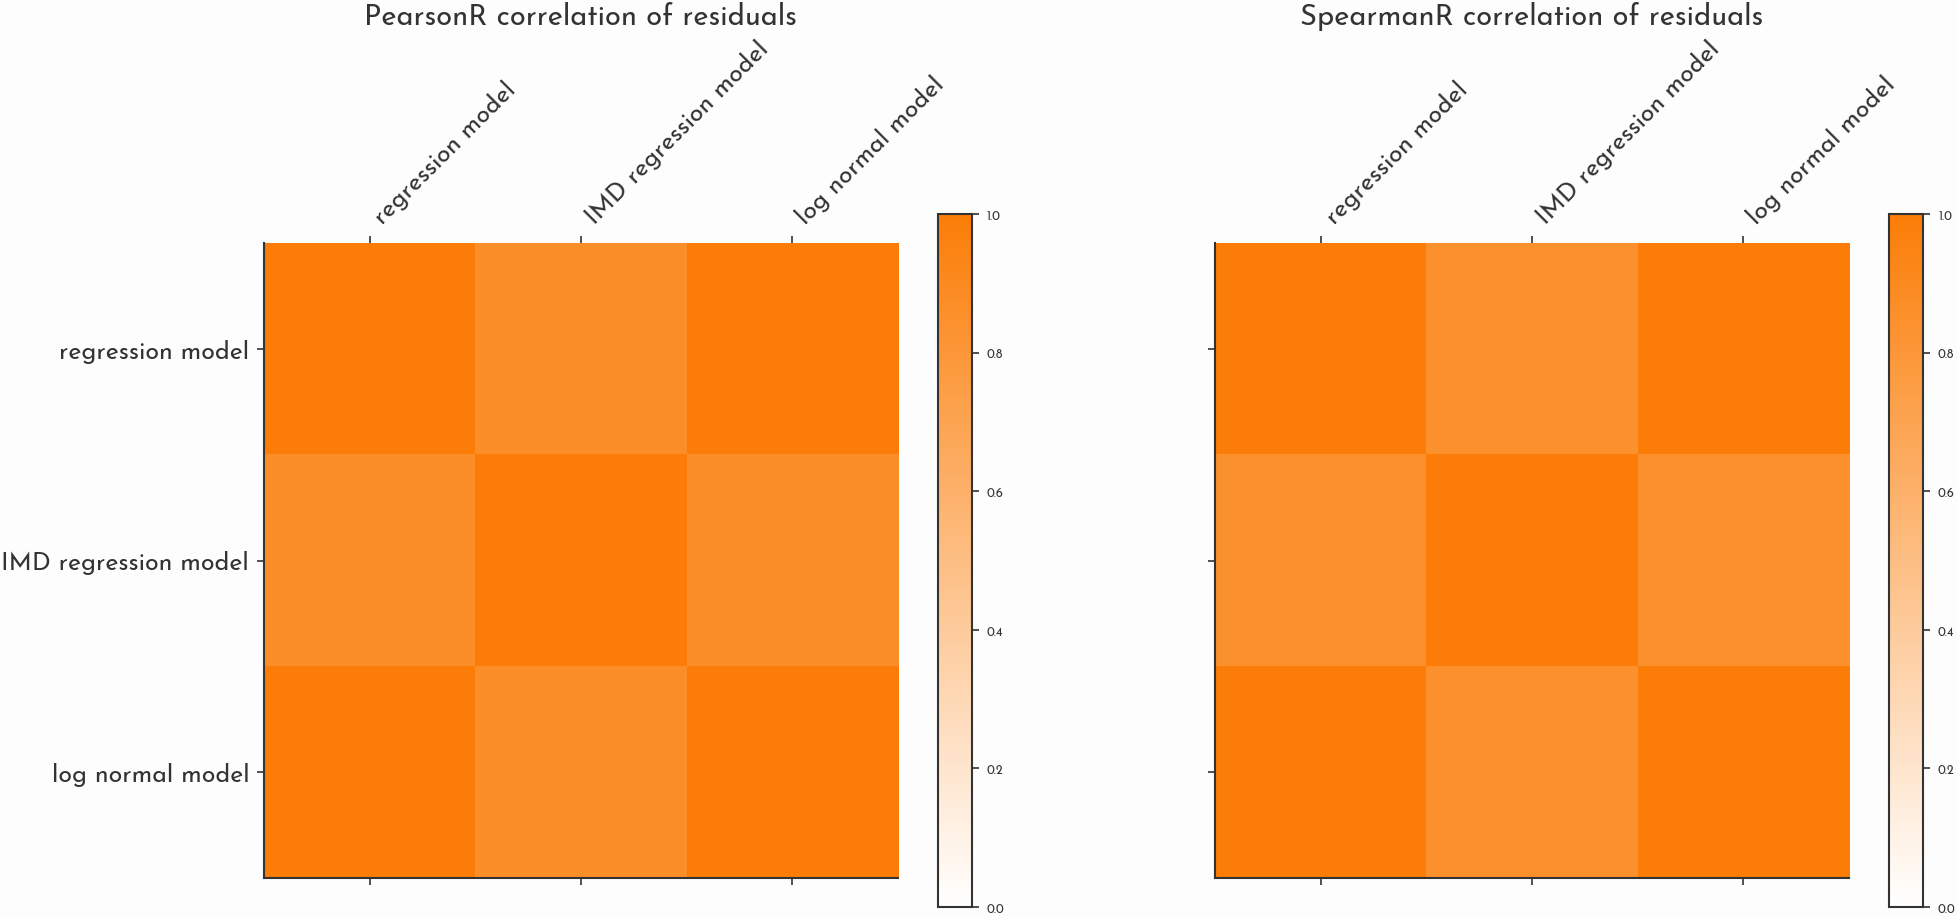 PearsonR correlation of residuals
regression model
IMD regression model
log normal model
regression model
IMD regression model
log normal model
1.0
0.8
0.6
0.4
0.2
0.0
SpearmanR correlation of residuals
regression model
IMD regression model
log normal model
1.0
0.8
0.6
0.4
0.2
0.0